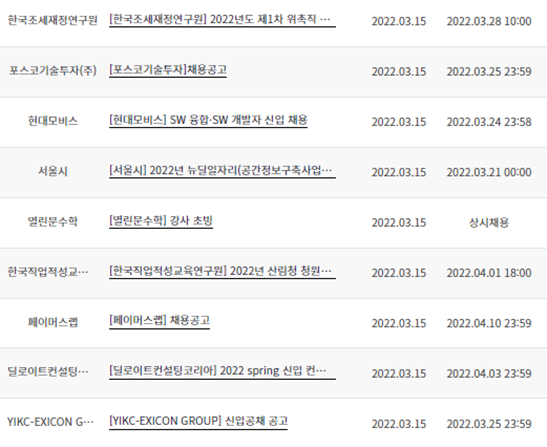 한국조세재정연구원 [한국조세재정연구원] 2022년도 제1차 위촉직 ··· 2022.03.15 2022.03.28 10:00
포스코기술투자(주) [포스코기술투자]채용공고 2022.03.15 2022.03.25 23:59
현대모비스 [현대모비스] SW 융합·SW 개발자 신입 채용 2022.03.15 2022.03.24 23:58
서울시 [서울시] 2022년 뉴딜일자리(공간정보구축사업··· 2022.03.15 2022.03.21 00:00
열린문수학 [열린문수학] 강사 초빙 2022.03.15 상시채용
한국직업적성교··· [한국직업적성교육연구원] 2022년 산림청 청원··· 2022.03.15 2022.04.01 18:00
페이머스랩 [페이머스랩] 채용공고 2022.03.15 2022.04.10 23:59
딜로이트컨설팅··· [딜로이트컨설팅코리아] 2022 spring 신입 컨··· 2022.03.15 2022.04.03 23:59
YIKC-EXICON G··· [YIKC-EXICON GROUP] 신입공채 공고 2022.03.15 2022.03.25 23:59